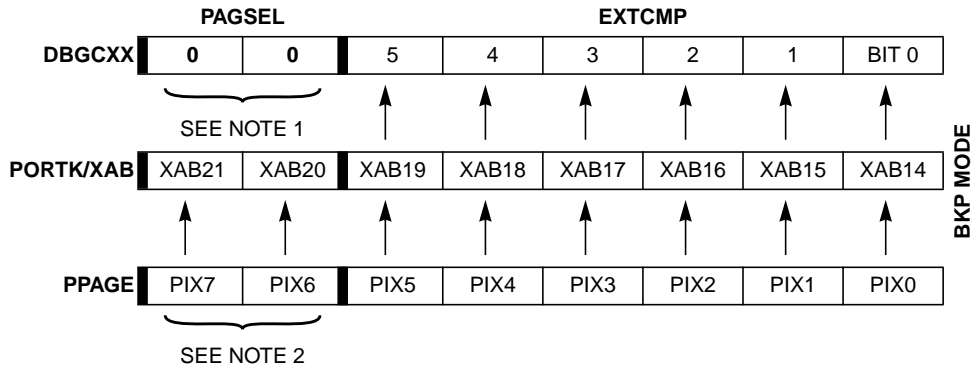 PAGSEL EXTCMP
DBGCXX 0 0 5 4 3 2 1 BIT 0
SEE NOTE 1
PORTK/XAB XAB21 XAB20 XAB19 XAB18 XAB17 XAB16 XAB15 XAB14
BKP MODE
PPAGE PIX7 PIX6 PIX5 PIX4 PIX3 PIX2 PIX1 PIX0
SEE NOTE 2